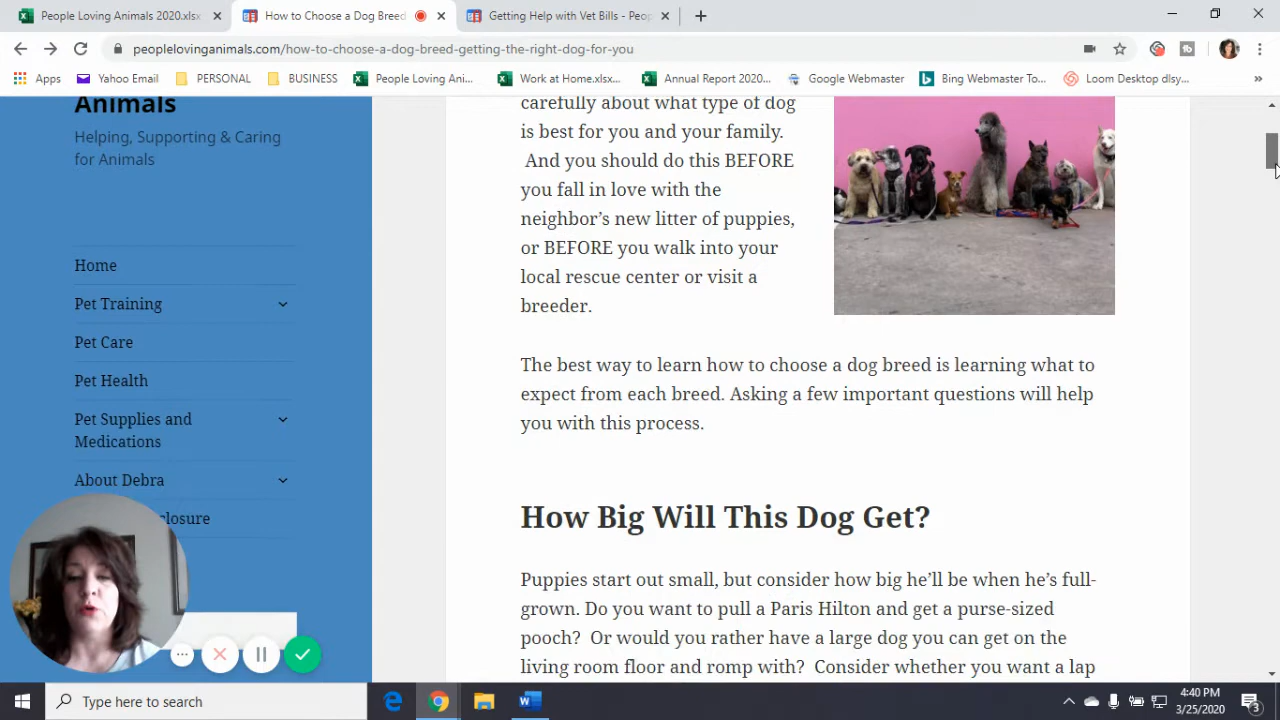 People Loving Animals 2020.xlsx
How to Choose a Dog Breed
Getting Help with Vet Bills - Peop
peoplelovinganimals.com/how-to-choose-a-dog-breed-getting-the-right-dog-for-you
Apps
Yahoo Email
PERSONAL
BUSINESS
People Loving Ani...
Work at Home.xlsx...
Annual Report 2020...
Google Webmaster
Bing Webmaster To...
Loom Desktop dlsy...
»
Animals
Helping, Supporting & Caring
for Animals
Home
Pet Training
Pet Care
Pet Health
Pet Supplies and
Medications
About Debra
closure
carefully about what type of dog
is best for you and your family.
And you should do this BEFORE
you fall in love with the
neighbor's new litter of puppies,
or BEFORE you walk into your
local rescue center or visit a
breeder.
The best way to learn how to choose a dog breed is learning what to
expect from each breed. Asking a few important questions will help
you with this process.
How Big Will This Dog Get?
Puppies start out small, but consider how big he'll be when he's full-
grown. Do you want to pull a Paris Hilton and get a purse-sized
pooch?  Or would you rather have a large dog you can get on the
living room floor and romp with?  Consider whether you want a lap
Type here to search
4:40 PM
3/25/2020
3